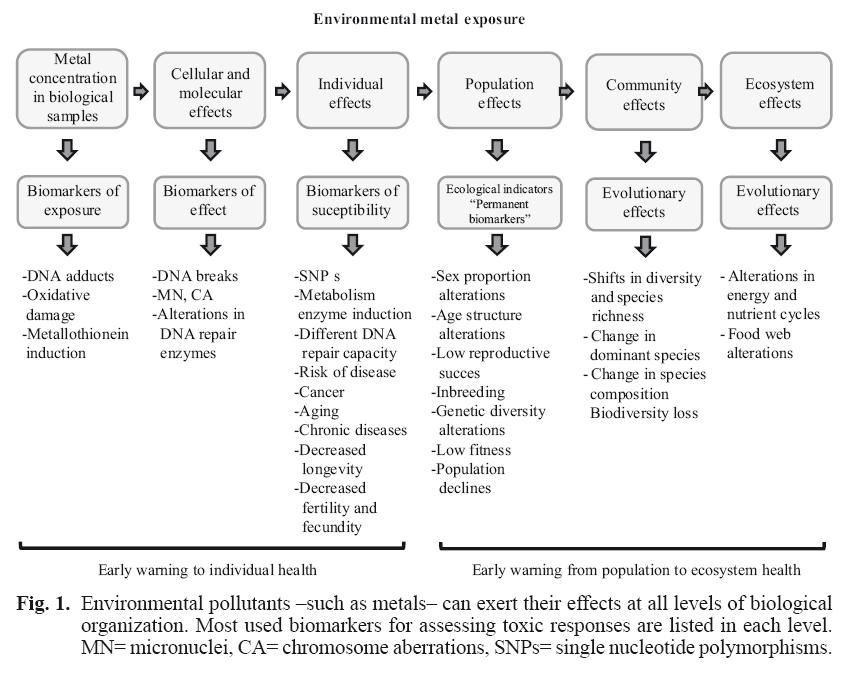 Environmental metal exposure
Metal
concentration
in biological
samples
Cellular and
molecular
effects
Individual
effects
Population
effects
Community
effects
Ecosystem
effects
Biomarkers of
exposure
Biomarkers of
effect
Biomarkers of
suceptibility
Ecological indicators
“Permanent
biomarkers”
Evolutionary
effects
Evolutionary
effects
-DNA adducts
-Oxidative
damage
-Metallothionein
induction
-DNA breaks
-MN, CA
-Alterations in
DNA repair
enzymes
-SNP s
-Metabolism
enzyme induction
-Different DNA
repair capacity
-Risk of disease
-Cancer
-Aging
-Chronic diseases
-Decreased
longevity
-Decreased
fertility and
fecundity
-Sex proportion
alterations
-Age structure
alterations
-Low reproductive
succes
-Inbreeding
-Genetic diversity
alterations
-Low fitness
-Population
declines
-Shifts in diversity
and species
richness
- Change in
dominant species
- Change in species
composition
Biodiversity loss
- Alterations in
energy and
nutrient cycles
- Food web
alterations
Early warning to individual health
Early warning from population to ecosystem health
Fig. 1. Environmental pollutants –such as metals– can exert their effects at all levels of biological
organization. Most used biomarkers for assessing toxic responses are listed in each level.
MN= micronuclei, CA= chromosome aberrations, SNPs= single nucleotide polymorphisms.